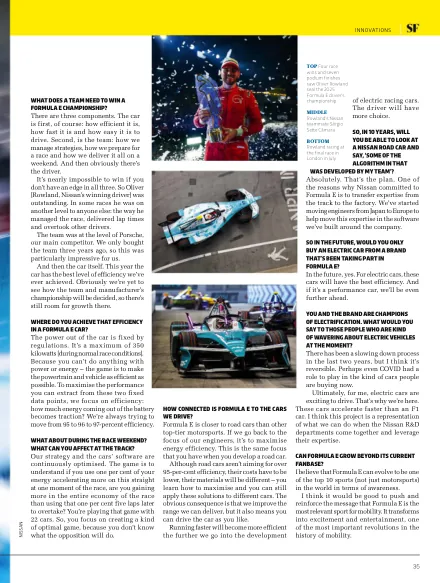 INNOVATIONS
SF
WHAT DOES A TEAM NEED TO WIN A
FORMULA E CHAMPIONSHIP?
There are three components. The car
is first, of course: how efficient it is,
how fast it is and how easy it is to
drive. Second, is the team: how we
manage strategies, how we prepare for
a race and how we deliver it all on a
weekend. And then obviously there's
the driver.
It's nearly impossible to win if you
don't have an edge in all three. So Oliver
[Rowland, Nissan's winning driver] was
outstanding. In some races he was on
another level to anyone else: the way he
managed the race, delivered lap times
and overtook other drivers.
The team was at the level of Porsche,
our main competitor. We only bought
the team three years ago, so this was
particularly impressive for us.
And then the car itself. This year the
car has the best level of efficiency we've
ever achieved. Obviously we're yet to
see how the team and manufacturer's
championship will be decided, so there's
still room for growth there.
WHERE DO YOU ACHIEVE THAT EFFICIENCY
IN A FORMULA E CAR?
The power out of the car is fixed by
regulations. It's a maximum of 350
kilowatts [during normal race conditions].
Because you can't do anything with
power or energy – the game is to make
the powertrain and vehicle as efficient as
possible. To maximise the performance
you can extract from these two fixed
data points, we focus on efficiency:
how much energy coming out of the battery
becomes traction? We're always trying to
move from 95 to 96 to 97-percent efficiency.
WHAT ABOUT DURING THE RACE WEEKEND?
WHAT CAN YOU AFFECT AT THE TRACK?
Our strategy and the cars' software are
continuously optimised. The game is to
understand if you use one per cent of your
energy accelerating more on this straight
at one moment of the race, are you gaining
more in the entire economy of the race
than using that one per cent five laps later
to overtake? You're playing that game with
22 cars. So, you focus on creating a kind
of optimal game, because you don't know
what the opposition will do.
HOW CONNECTED IS FORMULA E TO THE CARS
WE DRIVE?
Formula E is closer to road cars than other
top-tier motorsports. If we go back to the
focus of our engineers, it's to maximise
energy efficiency. This is the same focus
that you have when you develop a road car.
Although road cars aren't aiming for over
95-per-cent efficiency, their costs have to be
lower, their materials will be different – you
learn how to maximise and you can still
apply these solutions to different cars. The
obvious consequence is that we improve the
range we can deliver, but it also means you
can drive the car as you like.
Running faster will become more efficient
the further we go into the development
TOP Four race
wins and seven
podium finishes
saw Oliver Rowland
win the 2025
Formula E driver's
championship
MIDDLE
Rowland's Nissan
teammate Sérgio
Sette Câmara
BOTTOM
Rowland racing at
the final race in
London in July
of electric racing cars.
The driver will have
more choice.
SO, IN 10 YEARS, WILL
YOU BE ABLE TO LOOK AT
A NISSAN ROAD CAR AND
SAY, 'SOME OF THE
ALGORITHM IN THAT
WAS DEVELOPED BY MY TEAM'?
Absolutely. That's the plan. One of
the reasons why Nissan committed to
Formula E is to transfer expertise from
the track to the factory. We've started
moving engineers from Japan to Europe to
help move this expertise in the software
we've built around the company.
SO IN THE FUTURE, WOULD YOU ONLY
BUY AN ELECTRIC CAR FROM A BRAND
THAT'S BEEN TAKING PART IN
FORMULA E?
In the future, yes. For electric cars, these
cars will have the best efficiency. And
if it's a performance car, we'll be even
further ahead.
YOU AND THE BRAND ARE CHAMPIONS
OF ELECTRIFICATION. WHAT WOULD YOU
SAY TO THOSE PEOPLE WHO ARE KIND
OF WAVERING ABOUT ELECTRIC VEHICLES
AT THE MOMENT?
There has been a slowing down process
in the last two years, but I think it's
reversible. Perhaps even COVID had a
role to play in the kind of cars people
are buying now.
Ultimately, for me, electric cars are
exciting to drive. That's why we're here.
Those cars accelerate faster than an F1
car. I think this project is a representation
of what we can do when the Nissan R&D
departments come together and leverage
their expertise.
CAN FORMULA E GROW BEYOND ITS CURRENT
FANBASE?
I believe that Formula E can evolve to be one
of the top 10 sports (not just motorsports)
in the world in terms of awareness.
I think it would be good to push and
reinforce the message that Formula E is the
most relevant sport for mobility. It transforms
into excitement and entertainment, one
of the most important revolutions in the
history of mobility.
NISSAN
35